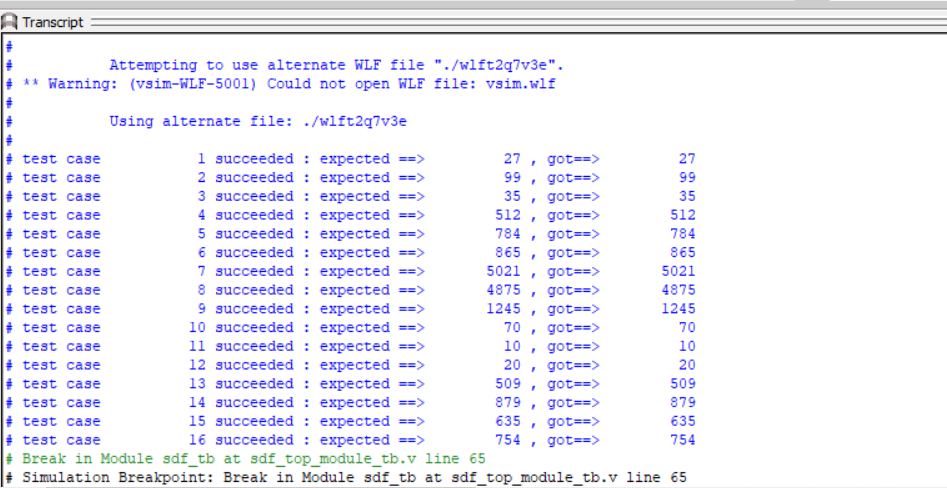 Transcript
#
#          Attempting to use alternate WLF file "./wlft2q7v3e".
# ** Warning: (vsim-WLF-5001) Could not open WLF file: vsim.wlf
#
#          Using alternate file: ./wlft2q7v3e
#
# test case           1 succeeded : expected ==>         27 , got==>         27
# test case           2 succeeded : expected ==>         99 , got==>         99
# test case           3 succeeded : expected ==>         35 , got==>         35
# test case           4 succeeded : expected ==>        512 , got==>        512
# test case           5 succeeded : expected ==>        784 , got==>        784
# test case           6 succeeded : expected ==>        865 , got==>        865
# test case           7 succeeded : expected ==>       5021 , got==>       5021
# test case           8 succeeded : expected ==>       4875 , got==>       4875
# test case           9 succeeded : expected ==>       1245 , got==>       1245
# test case          10 succeeded : expected ==>         70 , got==>         70
# test case          11 succeeded : expected ==>         10 , got==>         10
# test case          12 succeeded : expected ==>         20 , got==>         20
# test case          13 succeeded : expected ==>        509 , got==>        509
# test case          14 succeeded : expected ==>        879 , got==>        879
# test case          15 succeeded : expected ==>        635 , got==>        635
# test case          16 succeeded : expected ==>        754 , got==>        754
# Break in Module sdf_tb at sdf_top_module_tb.v line 65
# Simulation Breakpoint: Break in Module sdf_tb at sdf_top_module_tb.v line 65